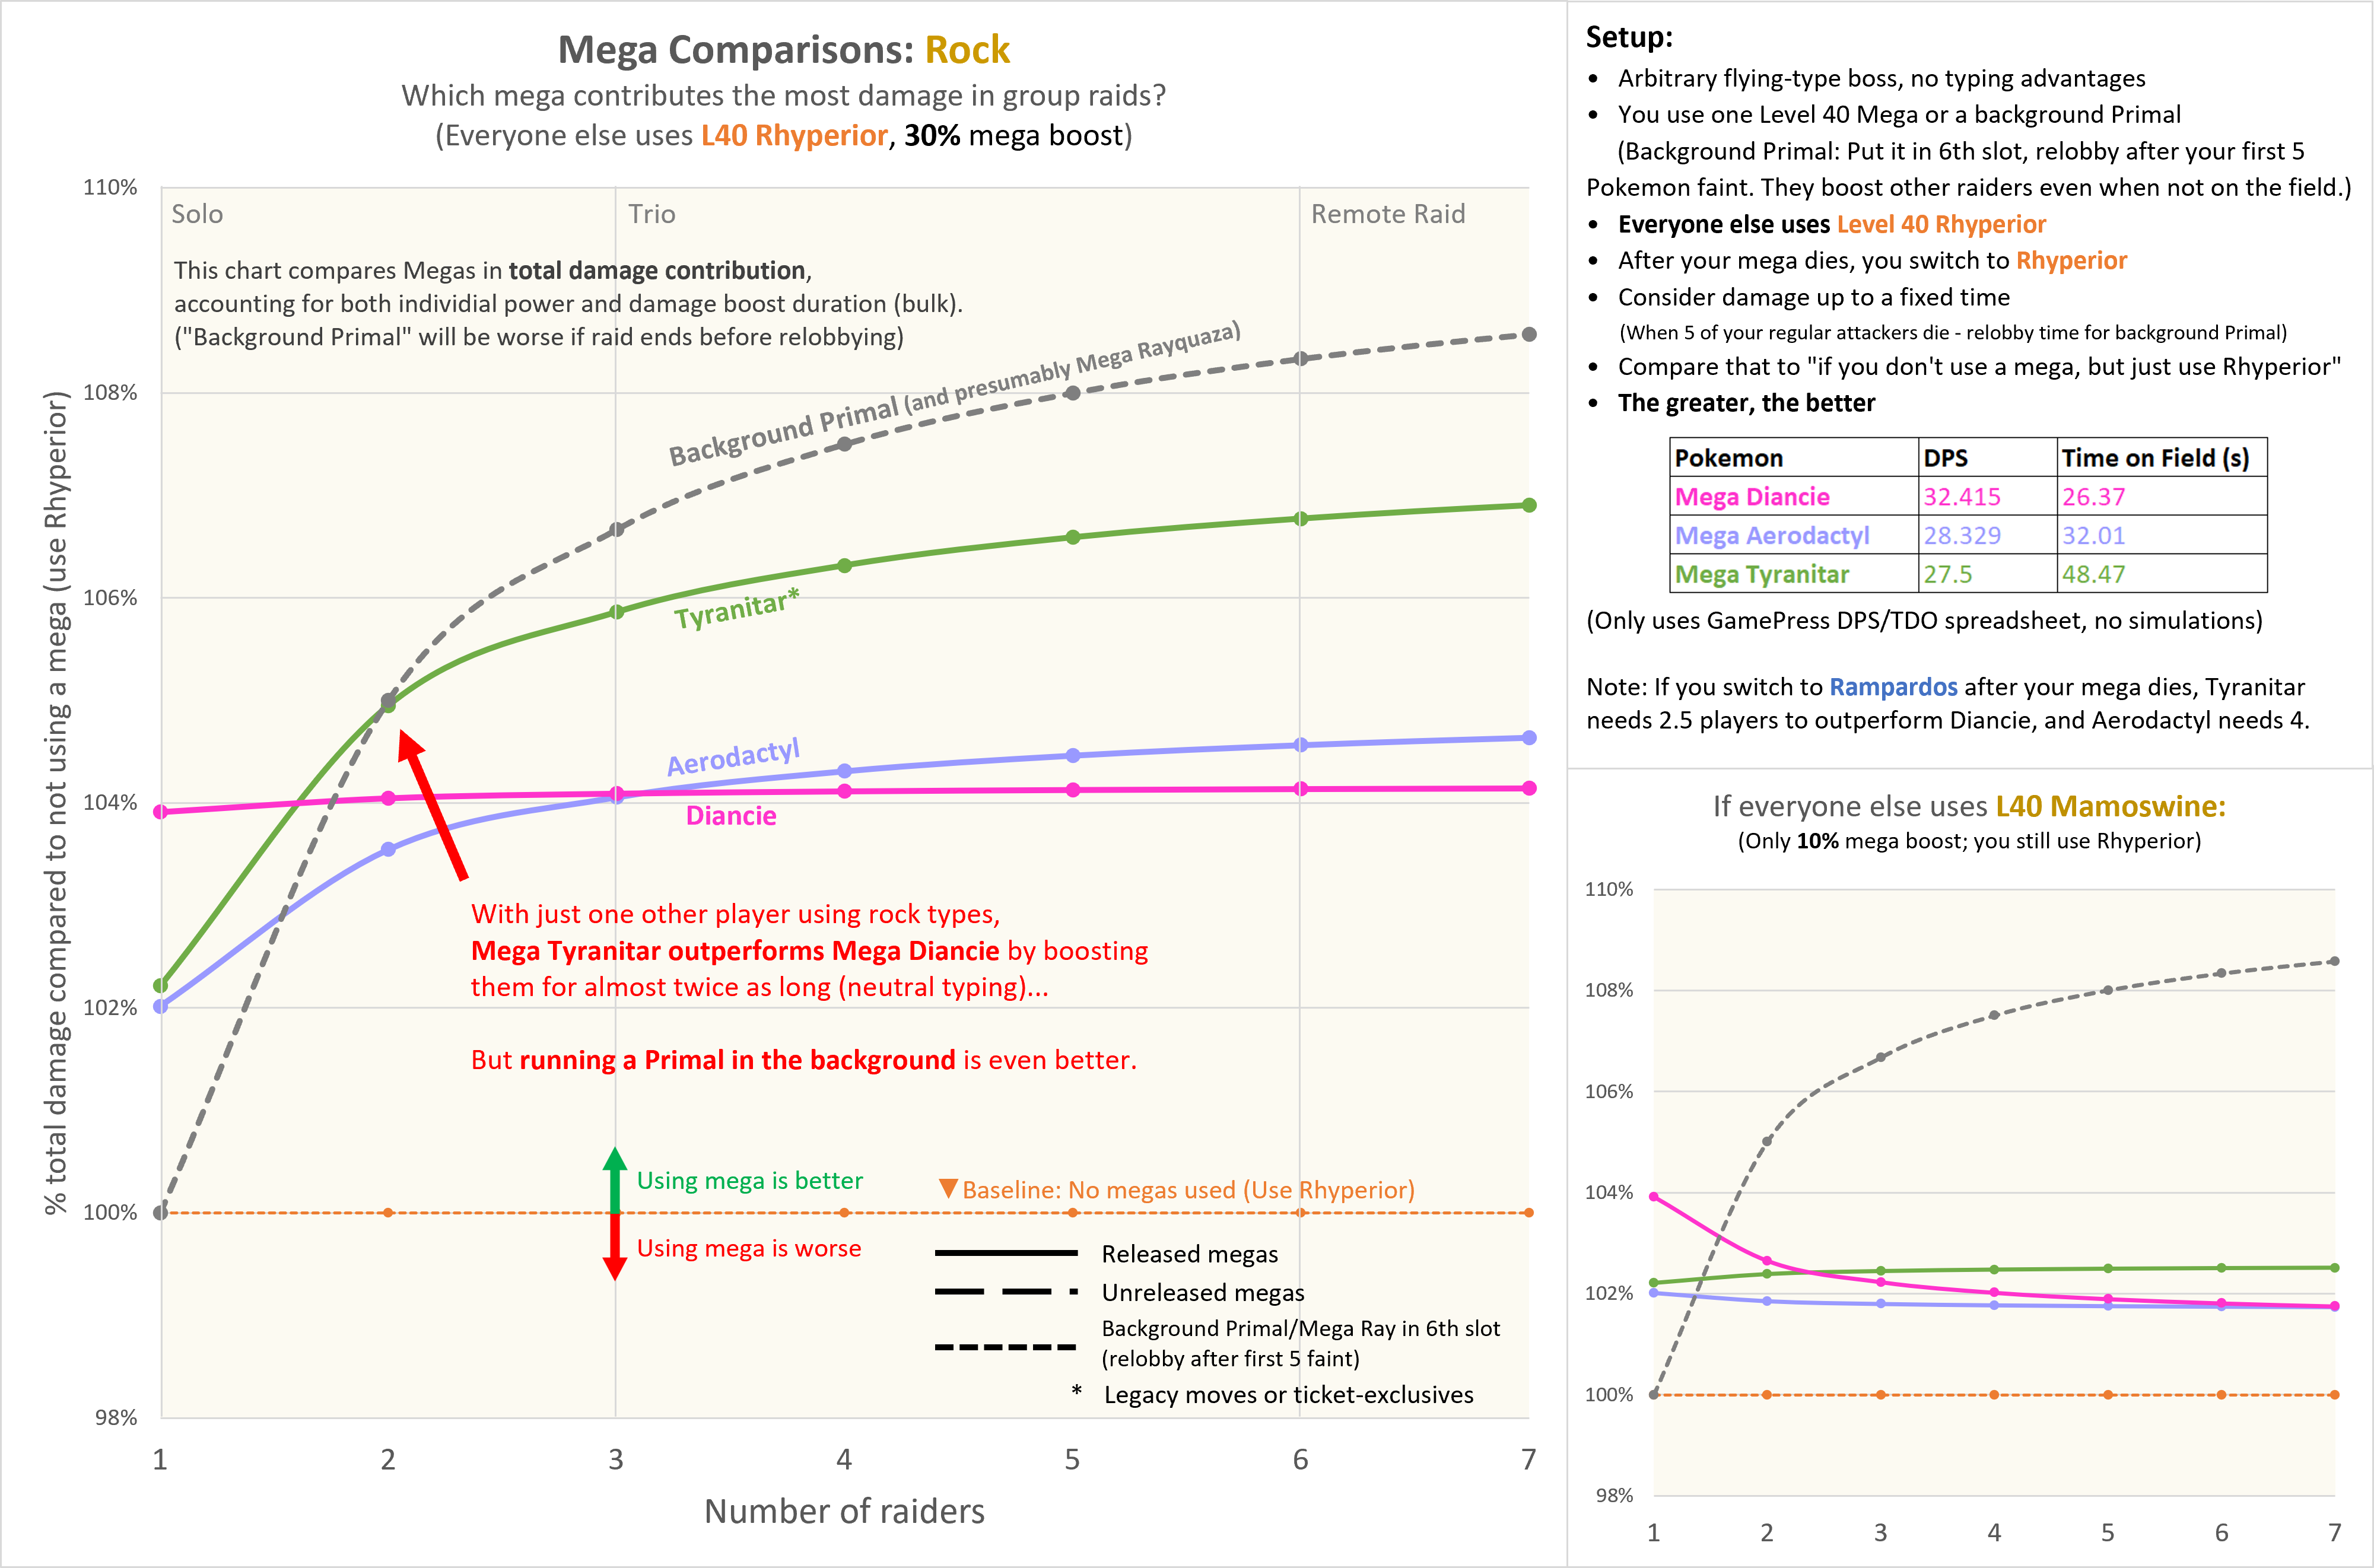 Mega Comparisons: Rock
Which mega contributes the most damage in group raids?
(Everyone else uses L40 Rhyperior, 30% mega boost)
110%
108%
106%
104%
102%
100%
98%
% total damage compared to not using a mega (use Rhyperior)
Solo
Trio
Remote Raid
This chart compares Megas in total damage contribution,
accounting for both individial power and damage boost duration (bulk).
("Background Primal" will be worse if raid ends before relobbying)
Background Primal (and presumably Mega Rayquaza)
Tyranitar*
Aerodactyl
Diancie
With just one other player using rock types,
Mega Tyranitar outperforms Mega Diancie by boosting
them for almost twice as long (neutral typing)...
But running a Primal in the background is even better.
Using mega is better
▼Baseline: No megas used (Use Rhyperior)
Using mega is worse
Released megas
Unreleased megas
Background Primal/Mega Ray in 6th slot
(relobby after first 5 faint)
* Legacy moves or ticket-exclusives
1 2 3 4 5 6 7
Number of raiders
Setup:
• Arbitrary flying-type boss, no typing advantages
• You use one Level 40 Mega or a background Primal
(Background Primal: Put it in 6th slot, relobby after your first 5
Pokemon faint. They boost other raiders even when not on the field.)
• Everyone else uses Level 40 Rhyperior
• After your mega dies, you switch to Rhyperior
• Consider damage up to a fixed time
(When 5 of your regular attackers die - relobby time for background Primal)
• Compare that to "if you don't use a mega, but just use Rhyperior"
• The greater, the better
Pokemon DPS Time on Field (s)
Mega Diancie 32.415 26.37
Mega Aerodactyl 28.329 32.01
Mega Tyranitar 27.5 48.47
(Only uses GamePress DPS/TDO spreadsheet, no simulations)
Note: If you switch to Rampardos after your mega dies, Tyranitar
needs 2.5 players to outperform Diancie, and Aerodactyl needs 4.
If everyone else uses L40 Mamoswine:
(Only 10% mega boost; you still use Rhyperior)
110%
108%
106%
104%
102%
100%
98%
1 2 3 4 5 6 7